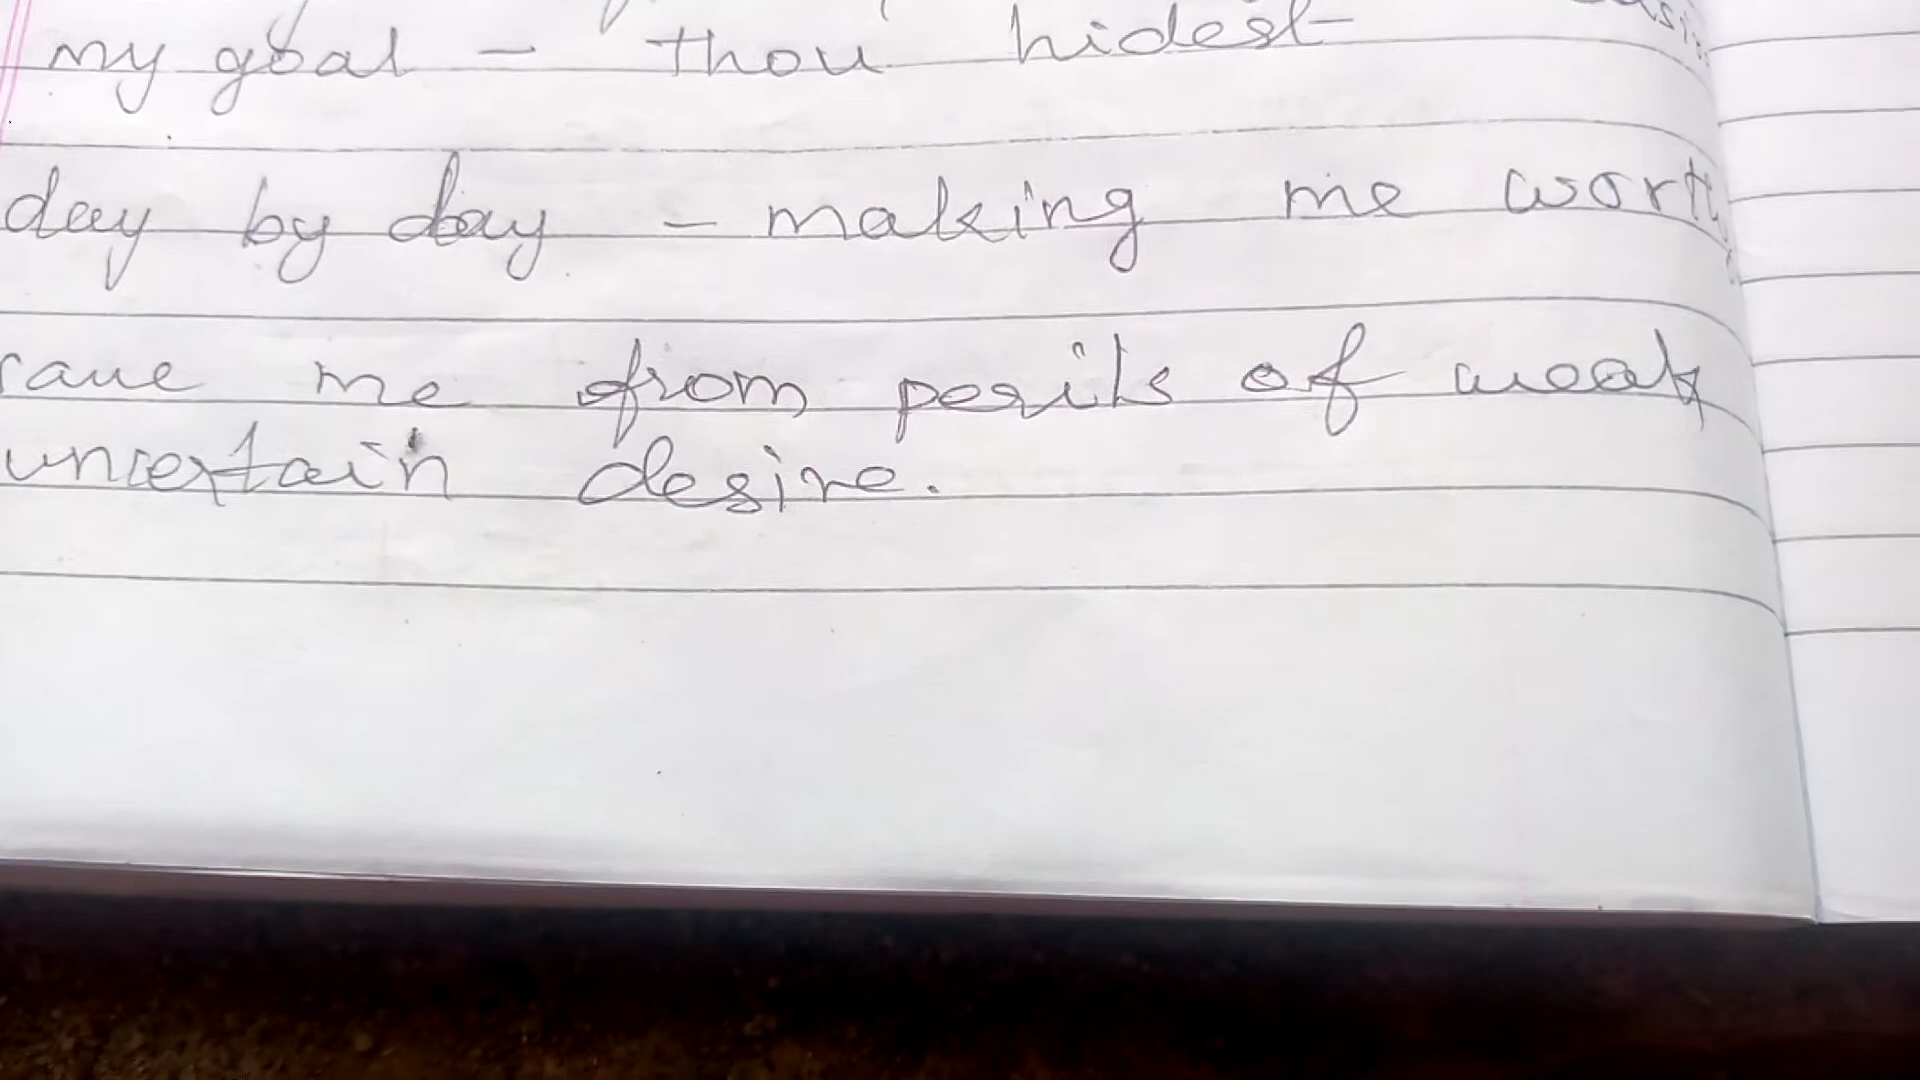 my goal - thou hidest
day by day - making me
save me from perils of weak
uncertain desire.